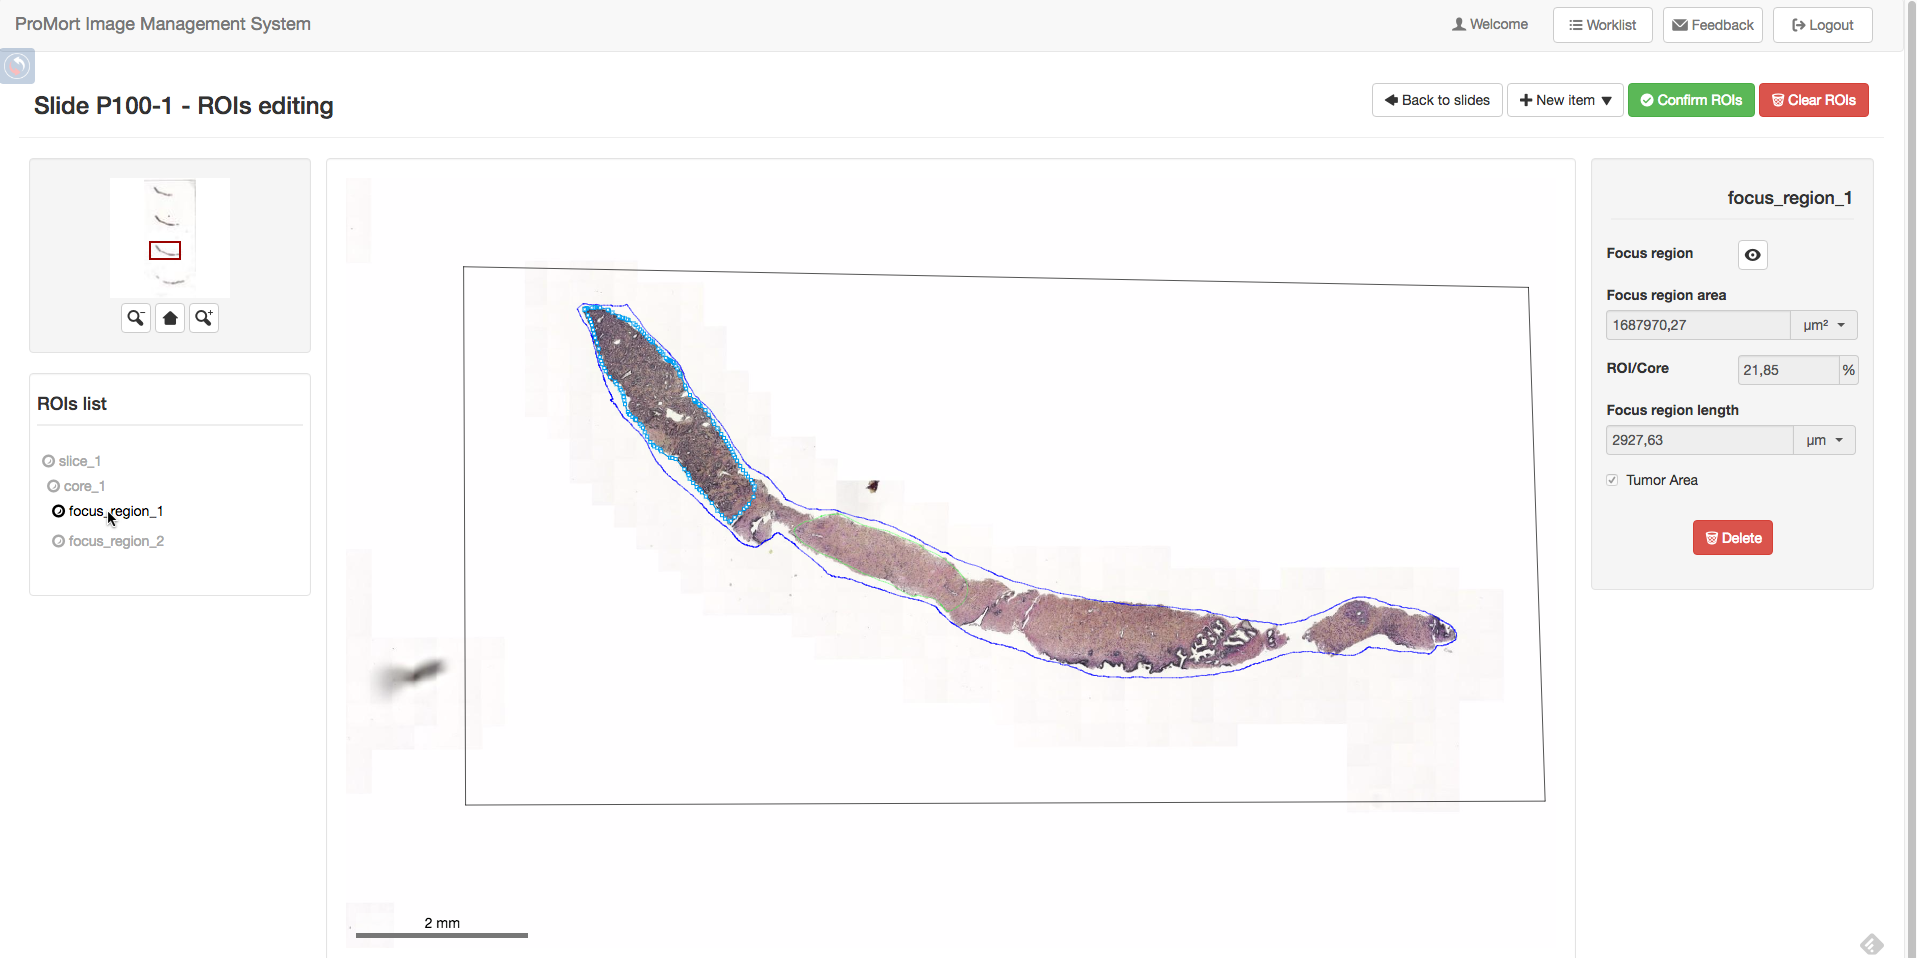 ProMort Image Management System
Welcome
Worklist
Feedback
Logout
Slide P100-1 - ROIs editing
Back to slides
New item
Confirm ROIs
Clear ROIs
ROIs list
slice_1
core_1
focus_region_1
focus_region_2
2 mm
focus_region_1
Focus region
Focus region area
1687970,27 µm²
ROI/Core 21,85 %
Focus region length
2927,63 µm
Tumor Area
Delete